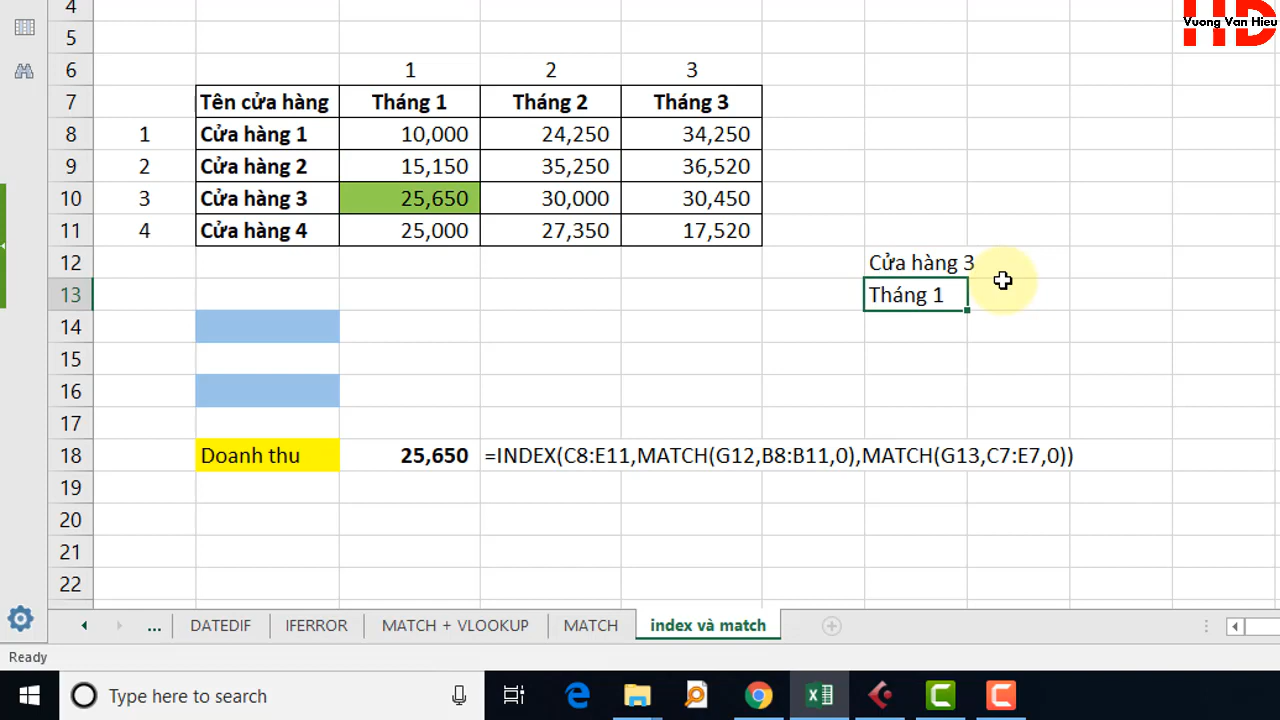 Vuong Van Hieu
4
5
6 1 2 3
7 Tên cửa hàng Tháng 1 Tháng 2 Tháng 3
8 1 Cửa hàng 1 10,000 24,250 34,250
9 2 Cửa hàng 2 15,150 35,250 36,520
10 3 Cửa hàng 3 25,650 30,000 30,450
11 4 Cửa hàng 4 25,000 27,350 17,520
12 Cửa hàng 3
13 Tháng 1
14
15
16
17
18 Doanh thu 25,650 =INDEX(C8:E11,MATCH(G12,B8:B11,0),MATCH(G13,C7:E7,0))
19
20
21
22
... DATEDIF IFERROR MATCH + VLOOKUP MATCH index và match
Ready
Type here to search